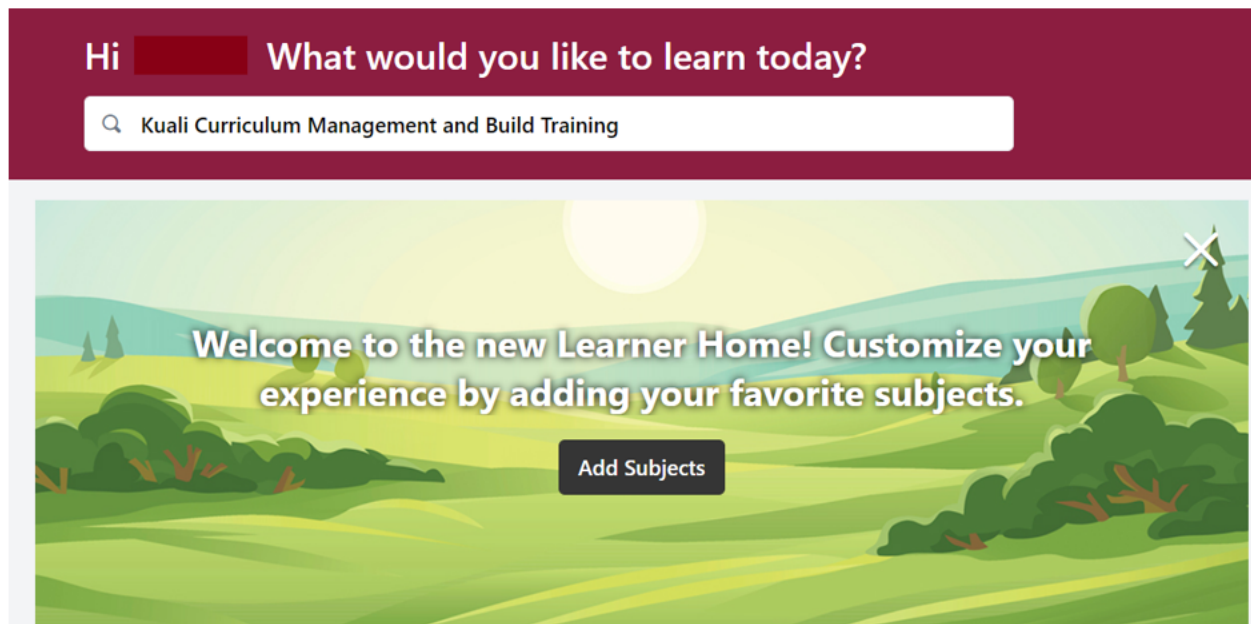 Hi What would you like to learn today?
Kuali Curriculum Management and Build Training
Welcome to the new Learner Home! Customize your
experience by adding your favorite subjects.
Add Subjects